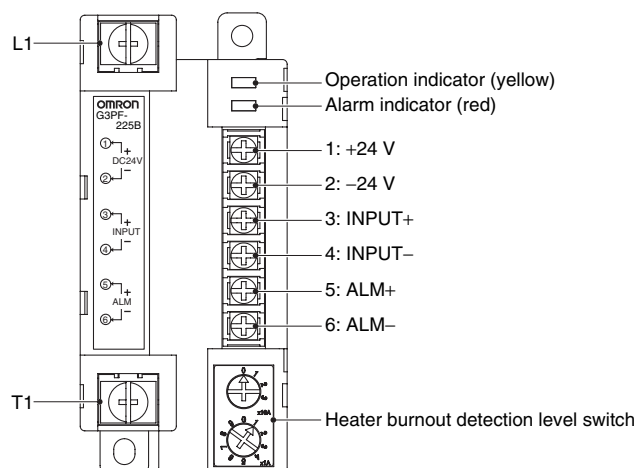 L1
Operation indicator (yellow)
Alarm indicator (red)
OMRON
G3PF-
225B
1 +
DC24V
2 −
3 +
INPUT
4 −
5 +
ALM
6 −
1: +24 V
2: −24 V
3: INPUT+
4: INPUT−
5: ALM+
6: ALM−
T1
x10A
x1A
Heater burnout detection level switch